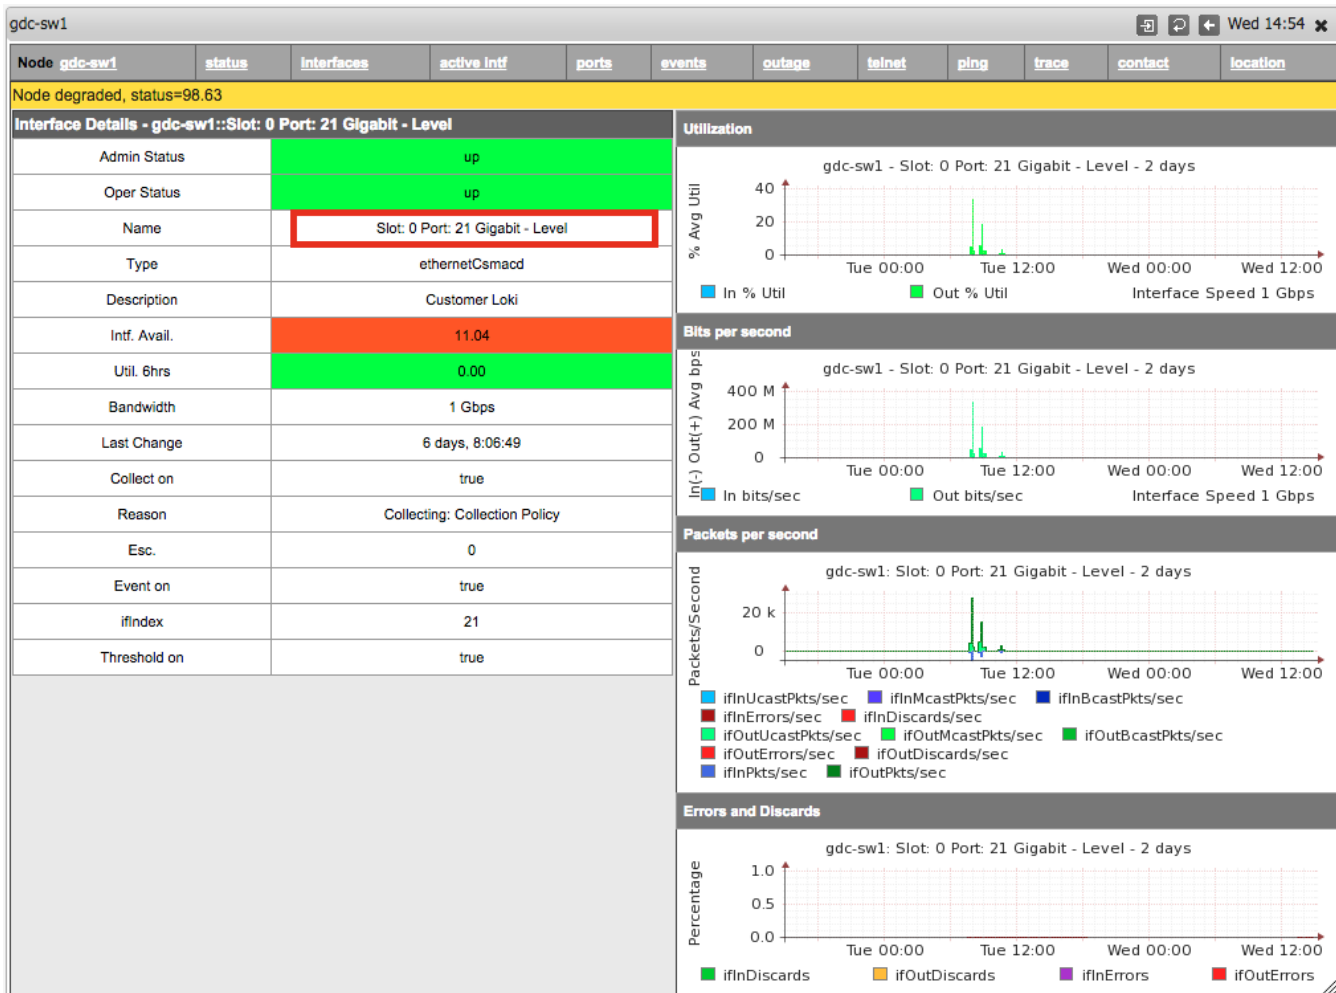 gdc-sw1
Wed 14:54
Node gdc-sw1 status interfaces active intf ports events outage telnet ping trace contact location
Node degraded, status=98.63
Interface Details - gdc-sw1::Slot: 0 Port: 21 Gigabit - Level
Admin Status up
Oper Status up
Name Slot: 0 Port: 21 Gigabit - Level
Type ethernetCsmacd
Description Customer Loki
Intf. Avail. 11.04
Util. 6hrs 0.00
Bandwidth 1 Gbps
Last Change 6 days, 8:06:49
Collect on true
Reason Collecting: Collection Policy
Esc. 0
Event on true
ifIndex 21
Threshold on true
Utilization
gdc-sw1 - Slot: 0 Port: 21 Gigabit - Level - 2 days
% Avg Util
40
20
0
Tue 00:00 Tue 12:00 Wed 00:00 Wed 12:00
In % Util Out % Util Interface Speed 1 Gbps
Bits per second
gdc-sw1 - Slot: 0 Port: 21 Gigabit - Level - 2 days
In(-) Out(+) Avg bps
400 M
200 M
0
Tue 00:00 Tue 12:00 Wed 00:00 Wed 12:00
In bits/sec Out bits/sec Interface Speed 1 Gbps
Packets per second
gdc-sw1: Slot: 0 Port: 21 Gigabit - Level - 2 days
Packets/Second
20 k
0
Tue 00:00 Tue 12:00 Wed 00:00 Wed 12:00
ifInUcastPkts/sec ifInMcastPkts/sec ifInBcastPkts/sec
ifInErrors/sec ifInDiscards/sec
ifOutUcastPkts/sec ifOutMcastPkts/sec ifOutBcastPkts/sec
ifOutErrors/sec ifOutDiscards/sec
ifInPkts/sec ifOutPkts/sec
Errors and Discards
gdc-sw1: Slot: 0 Port: 21 Gigabit - Level - 2 days
Percentage
1.0
0.5
0.0
Tue 00:00 Tue 12:00 Wed 00:00 Wed 12:00
ifInDiscards ifOutDiscards ifInErrors ifOutErrors